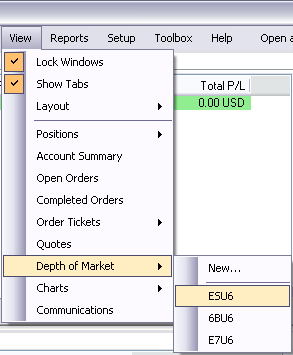 View Reports Setup Toolbox Help Open a
Lock Windows
Show Tabs
Layout
Total P/L
0.00 USD
Positions
Account Summary
Open Orders
Completed Orders
Order Tickets
Quotes
Depth of Market
Charts
Communications
New...
ESU6
6BU6
E7U6